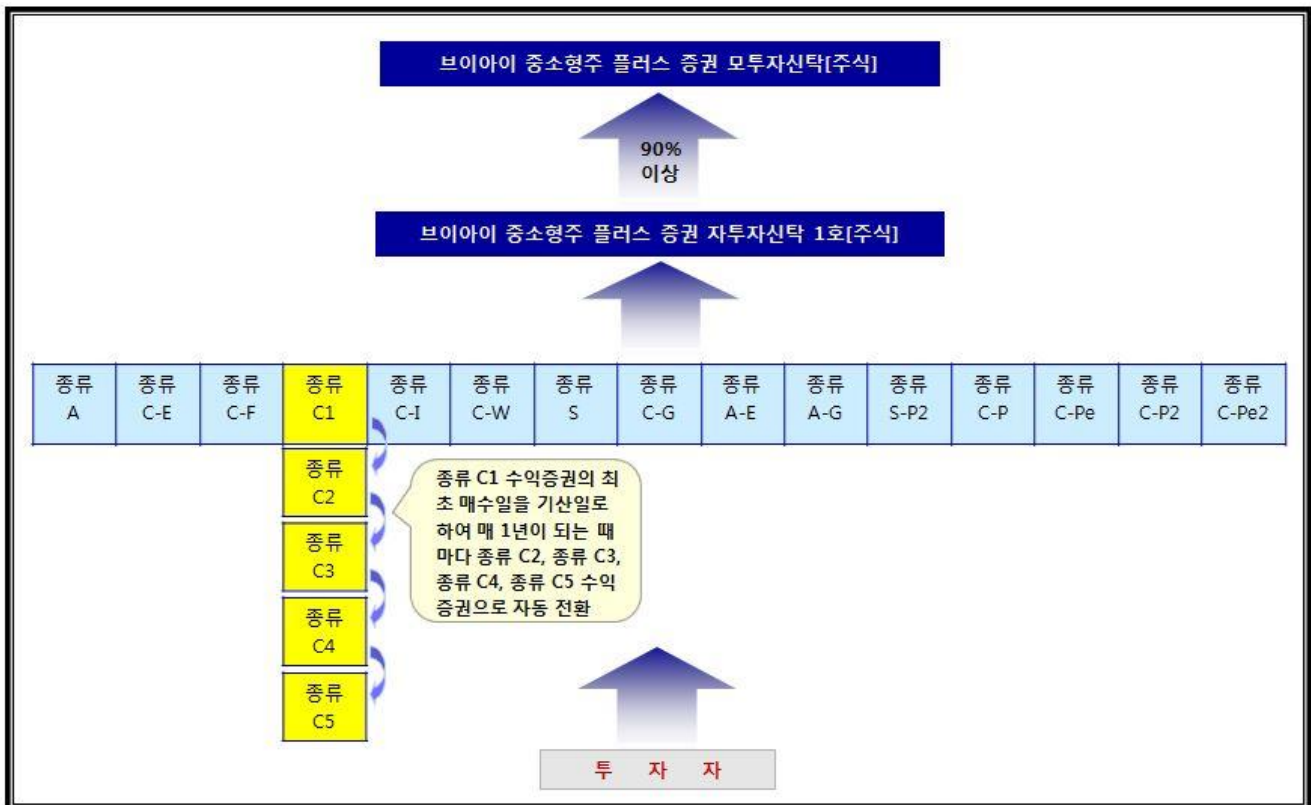 브이아이 중소형주 플러스 증권 모투자신탁[주식]
90%
이상
브이아이 중소형주 플러스 증권 자투자신탁 1호[주식]
종류 종류 종류 종류 종류 종류 종류 종류 종류 종류 종류 종류 종류 종류 종류
A C-E C-F C1 C-I C-W S C-G A-E A-G S-P2 C-P C-Pe C-P2 C-Pe2
종류
C2
종류
C3
종류
C4
종류
C5
종류 C1 수익증권의 최
초 매수일을 기산일로
하여 매 1년이 되는 때
마다 종류 C2, 종류 C3,
종류 C4, 종류 C5 수익
증권으로 자동 전환
투 자 자